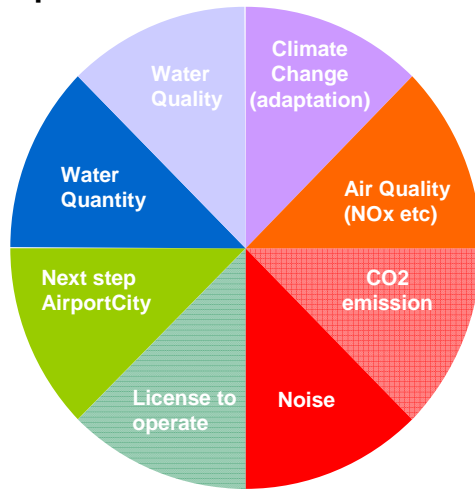 Climate
Change
(adaptation)
Air Quality
(NOx etc)
CO2
emission
Noise
License to
operate
Next step
AirportCity
Water
Quantity
Water
Quality